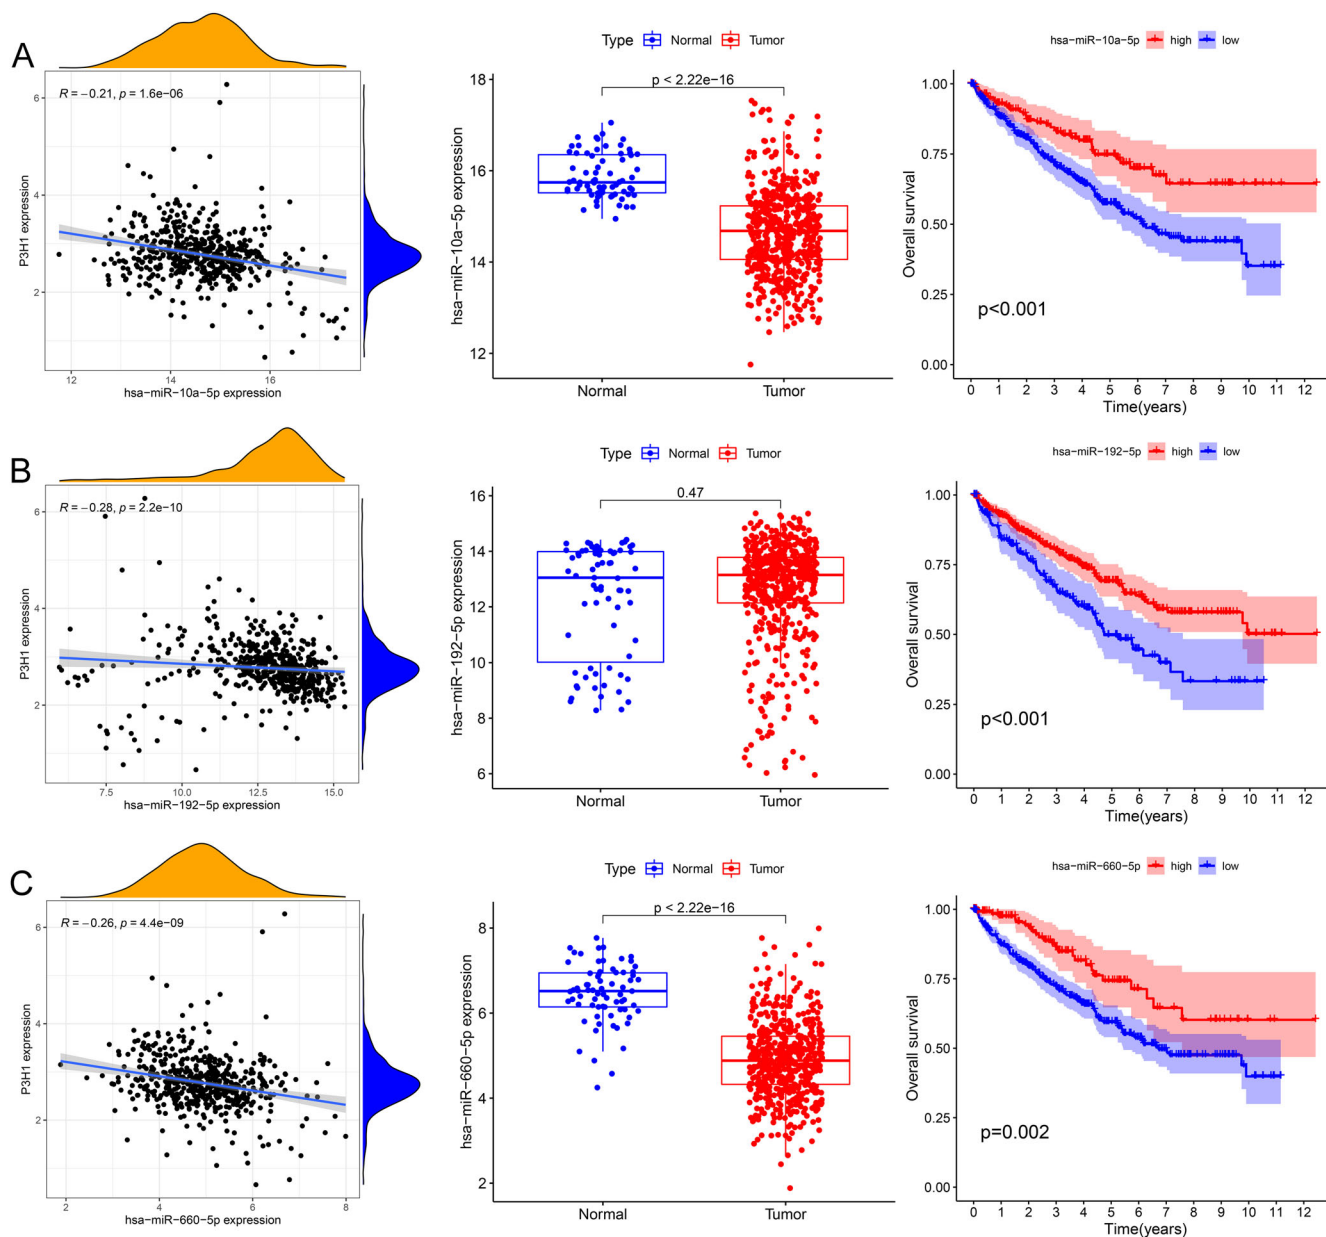 A
R = −0.21, p = 1.6e−06
P3H1 expression
6
4
2
12
14
16
hsa−miR−10a−5p expression
Type Normal Tumor
p < 2.22e−16
hsa−miR−10a−5p expression
18
16
14
12
Normal
Tumor
hsa−miR−10a−5p high low
Overall survival
1.00
0.75
0.50
0.25
0.00
p<0.001
0 1 2 3 4 5 6 7 8 9 10 11 12
Time(years)
B
R = −0.28, p = 2.2e−10
P3H1 expression
6
4
2
7.5
10.0
12.5
15.0
hsa−miR−192−5p expression
Type Normal Tumor
0.47
hsa−miR−192−5p expression
16
14
12
10
8
6
Normal
Tumor
hsa−miR−192−5p high low
Overall survival
1.00
0.75
0.50
0.25
0.00
p<0.001
0 1 2 3 4 5 6 7 8 9 10 11 12
Time(years)
C
R = −0.26, p = 4.4e−09
P3H1 expression
6
4
2
2
4
6
8
hsa−miR−660−5p expression
Type Normal Tumor
p < 2.22e−16
hsa−miR−660−5p expression
8
6
4
2
Normal
Tumor
hsa−miR−660−5p high low
Overall survival
1.00
0.75
0.50
0.25
0.00
p=0.002
0 1 2 3 4 5 6 7 8 9 10 11 12
Time(years)